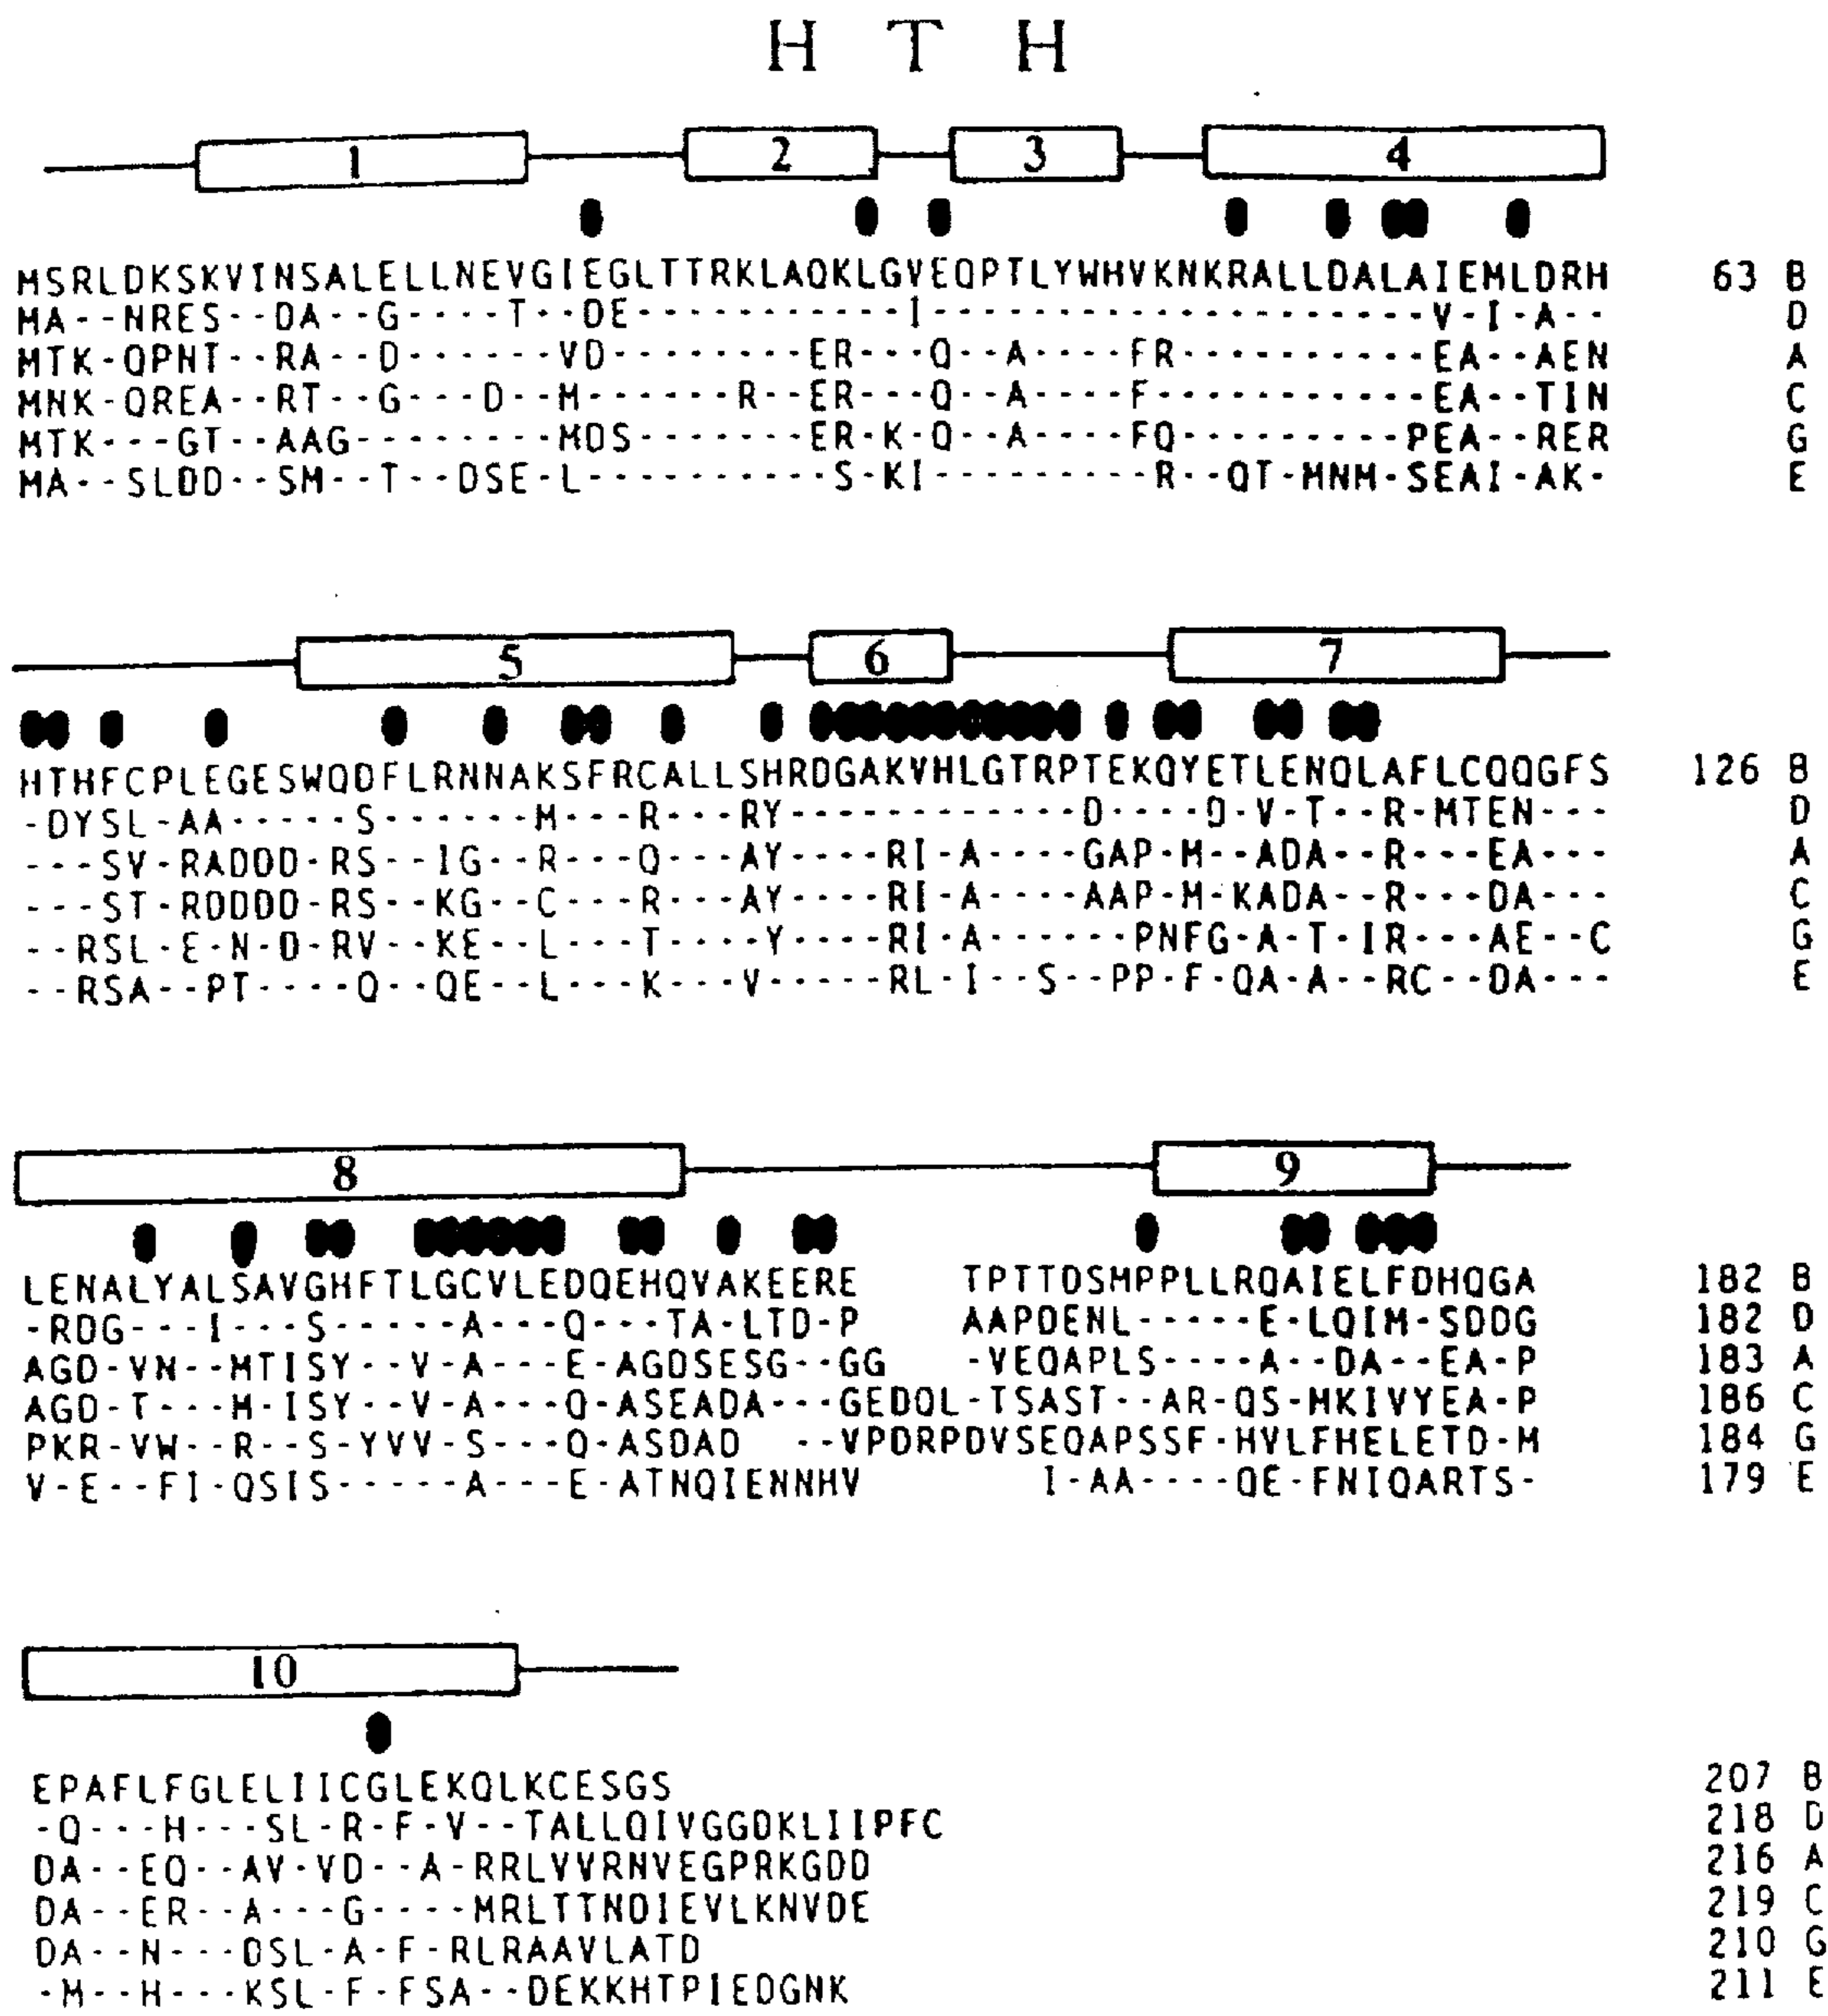 H T H
1 2 3 4
MSRLDKSKVINSALELLNEVGIEGLTTRKLAQKLGVEQPTLYWHVKNKRALLDALAIEMLDRH 63 B
MA--NRES--DA--G----T--DE-----------I--------------------V-I-A-- D
MTK-QPNT--RA--D------VD--------ER---Q--A----FR----------EA--AEN A
MNK-QREA--RT--G---D--M------R--ER---Q--A----F-----------EA--TIN C
MTK---GT--AAG--------MDS-------ER-K-Q--A----FQ---------PEA--RER G
MA--SLDD--SM--T--DSE-L----------S-KI---------R--QT-MNM-SEAI-AK- E
5 6 7
HTHFCPLEGESWQDFLRNNAKSFRCALLSHRDGAKVHLGTRPTEKQYETLENQLAFLCQQGFS 126 B
-DYSL-AA-----S------M---R---RY------------D----Q-V-T--R-MTEN--- D
---SV-RADDD-RS--IG--R---Q---AY----RI-A----GAP-M--ADA--R---EA--- A
---ST-RDDDD-RS--KG--C---R---AY----RI-A----AAP-M-KADA--R---DA--- C
--RSL-E-N-D-RV--KE--L---T----Y----RI-A------PNFG-A-T-IR---AE--C G
--RSA--PT----Q--QE--L---K---V-----RL-I--S--PP-F-QA-A--RC--DA--- E
8 9
LENALYALSAVGHFTLGCVLEDQEHQVAKEERE TPTTDSMPPLLRQAIELFDHQGA 182 B
-RDG---I---S-----A---Q---TA-LTD-P AAPDENL-----E-LQIM-SDDG 182 D
AGD-VN--MTISY--V-A---E-AGDSESG--GG -VEQAPLS----A--DA--EA-P 183 A
AGD-T---M-ISY--V-A---Q-ASEADA---GEDQL-TSAST--AR-QS-MKIVYEA-P 186 C
PKR-VW--R--S-YVV-S---Q-ASDAD --VPDRPDVSEQAPSSF-HVLFHELETD-M 184 G
V-E--FI-QSIS-----A---E-ATNQIENNHV I-AA----QE-FNIQARTS- 179 E
10
EPAFLFGLELIICGLEKQLKCESGS 207 B
-Q---H---SL-R-F-V--TALLQIVGGDKLIIPFC 218 D
DA--EQ--AV-VD--A-RRLVVRNVEGPRKGDD 216 A
DA--ER--A---G----MRLTTNDIEVLKNVDE 219 C
DA--N---DSL-A-F-RLRAAVLATD 210 G
-M--H---KSL-F-FSA--DEKKHTPIEDGNK 211 E